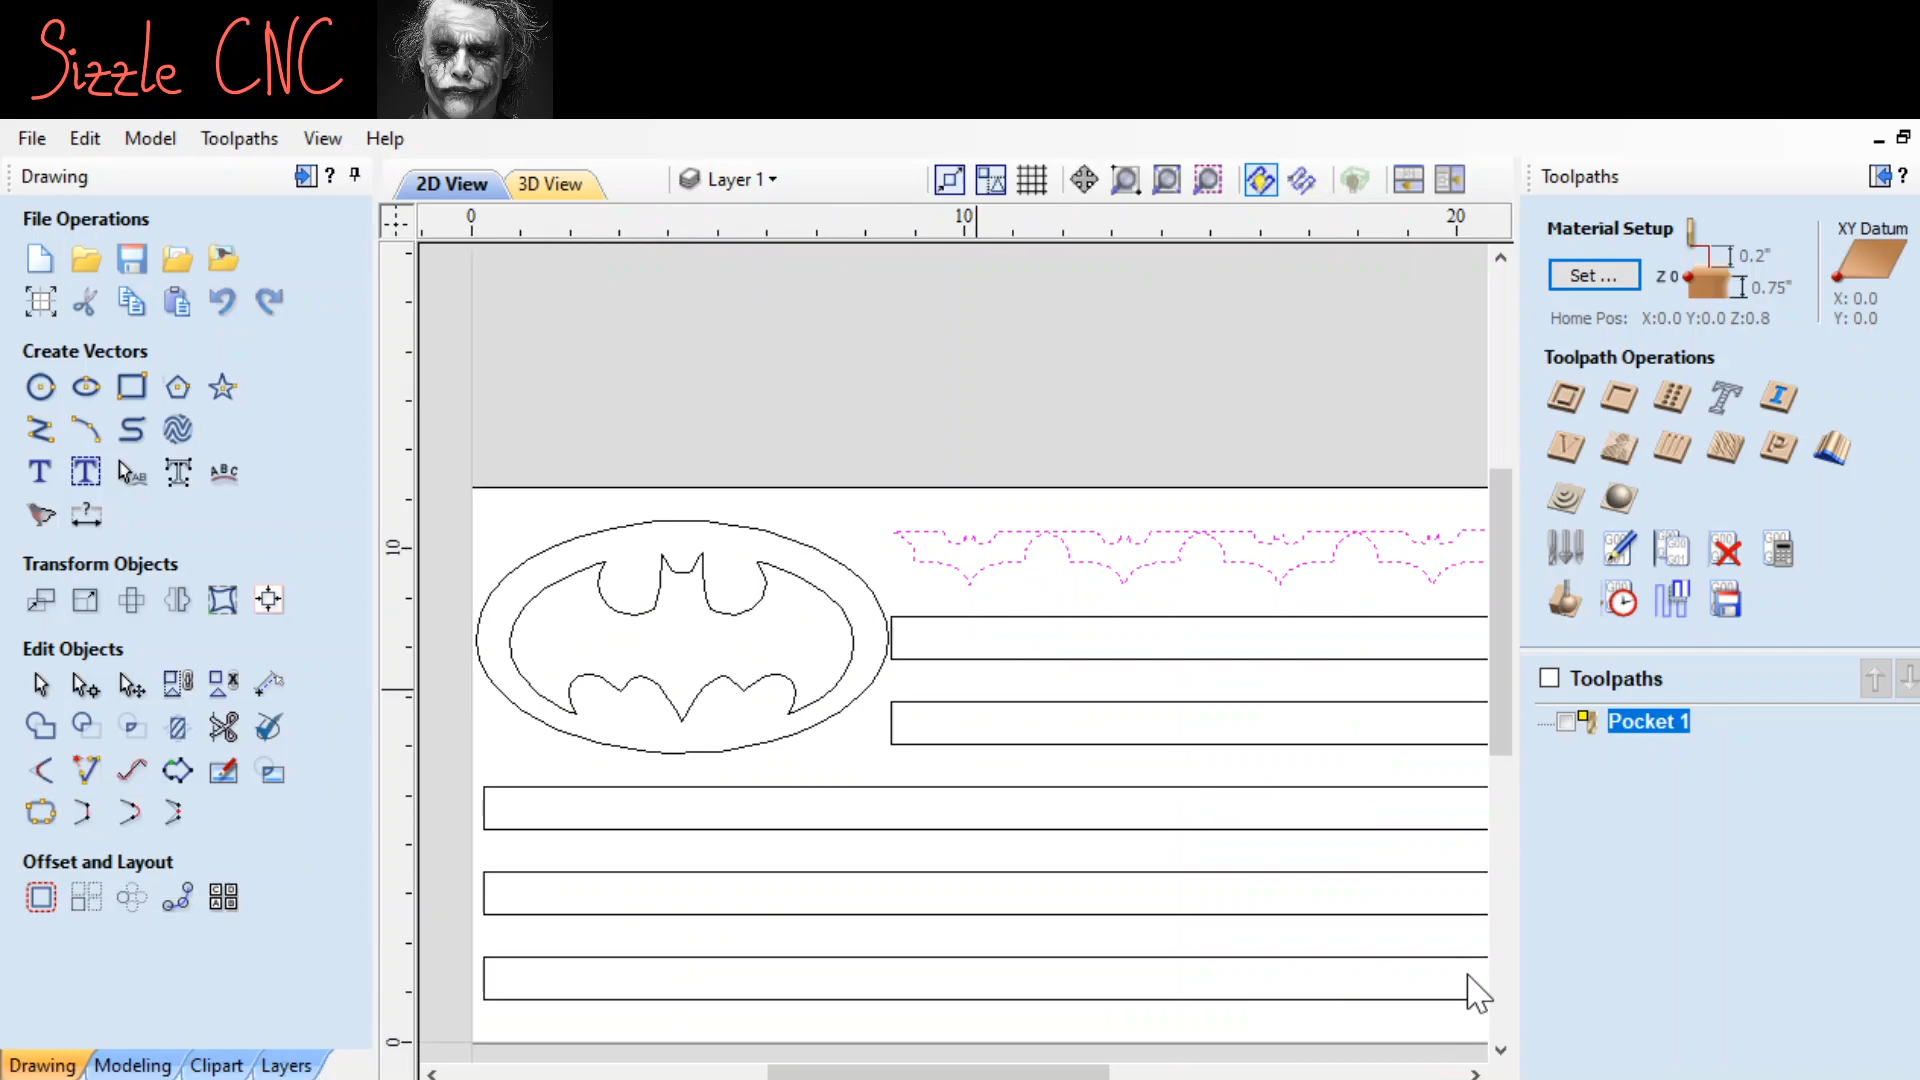 Sizzle CNC
File Edit Model Toolpaths View Help
Drawing ?
2D View 3D View Layer 1
Toolpaths ?
File Operations
0 10 20
Material Setup
XY Datum
0.2"
Set ...
Z 0
0.75"
X: 0.0
Y: 0.0
Home Pos: X:0.0 Y:0.0 Z:0.8
Create Vectors
Toolpath Operations
Transform Objects
10
Edit Objects
Toolpaths
Pocket 1
Offset and Layout
0
Drawing Modeling Clipart Layers